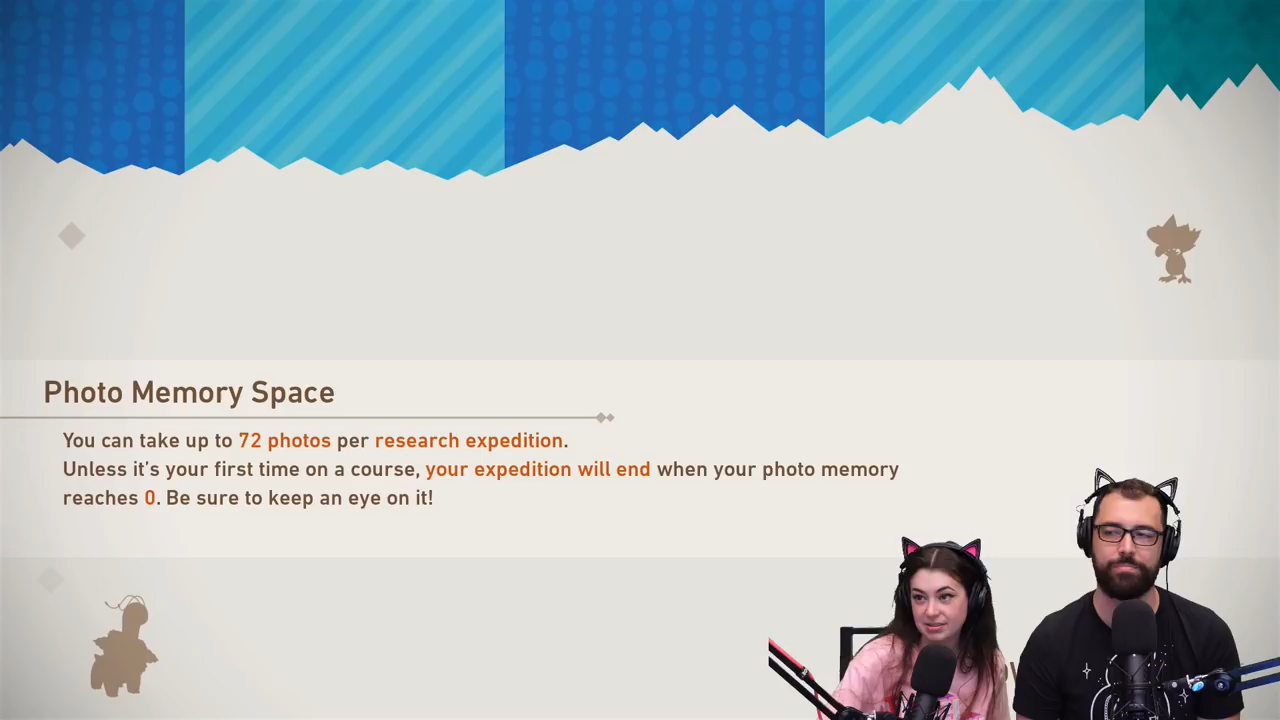 Photo Memory Space
You can take up to 72 photos per research expedition.
Unless it's your first time on a course, your expedition will end when your photo memory
reaches 0. Be sure to keep an eye on it!